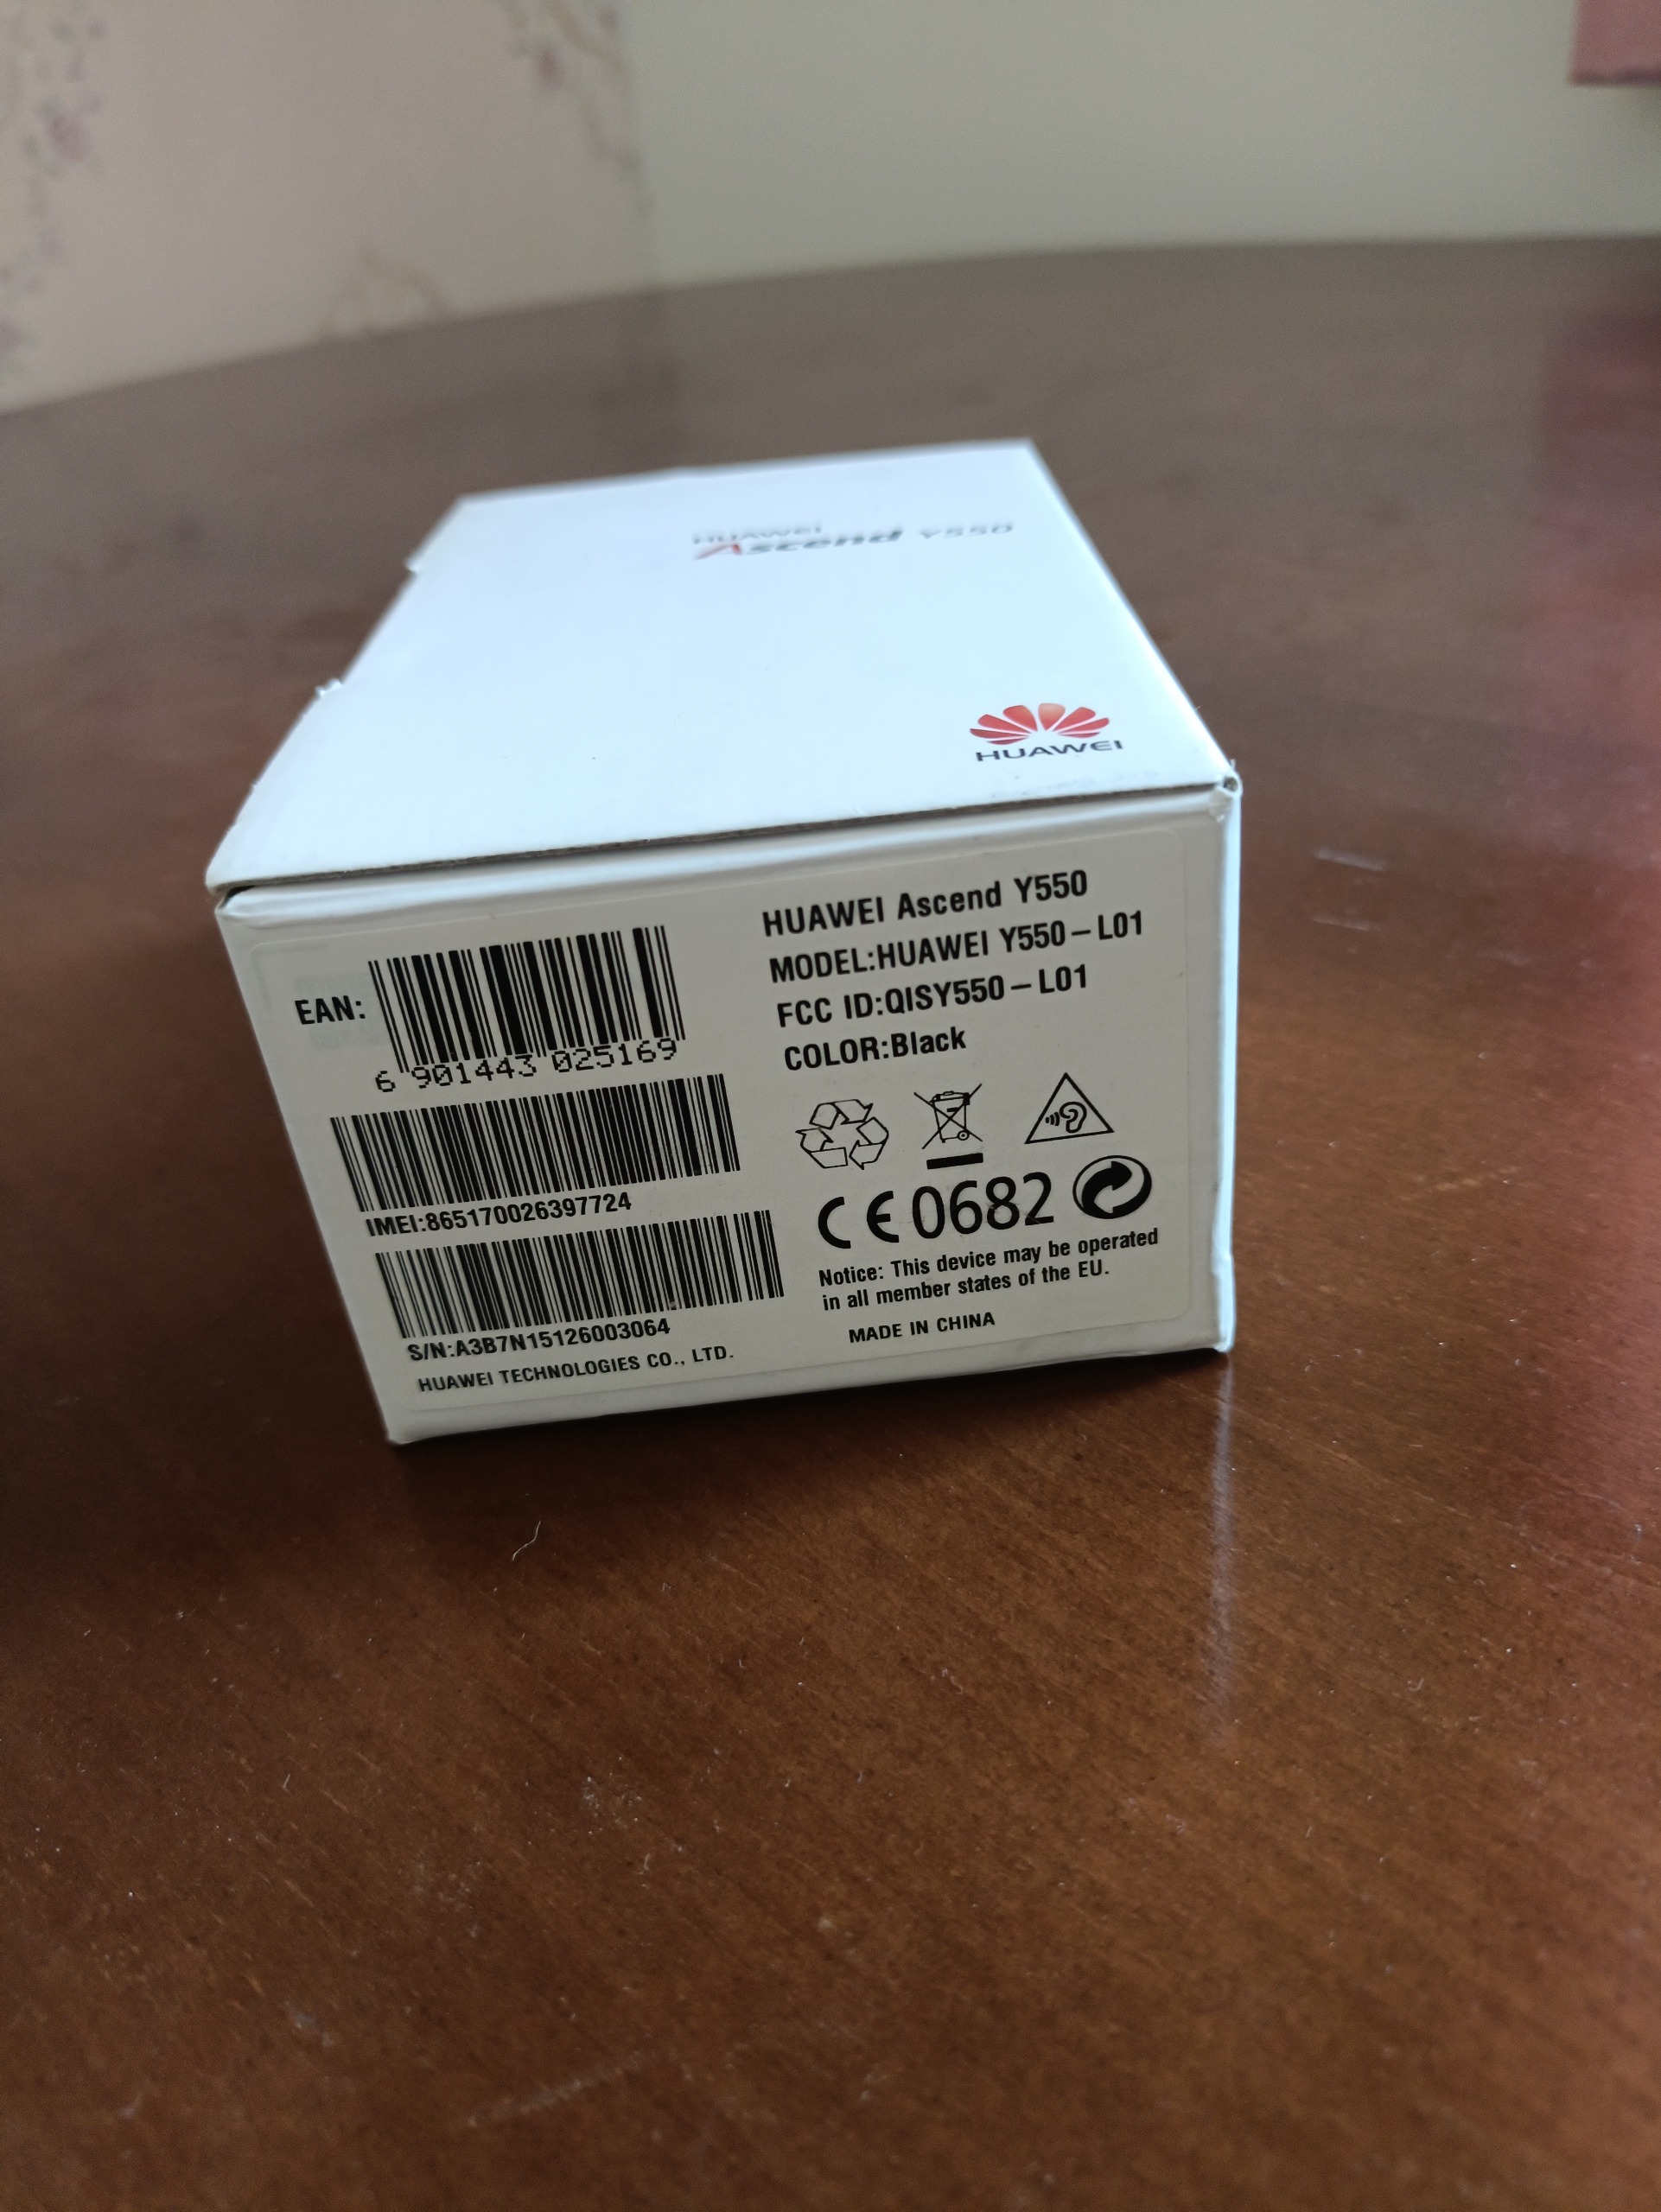 HUAWEI
Ascend Y550
HUAWEI
EAN:
6 901443 025169
IMEI:865170026397724
S/N:A3B7N15126003064
HUAWEI TECHNOLOGIES CO., LTD.
HUAWEI Ascend Y550
MODEL:HUAWEI Y550-L01
FCC ID:QISY550-L01
COLOR:Black
CE0682
Notice: This device may be operated
in all member states of the EU.
MADE IN CHINA